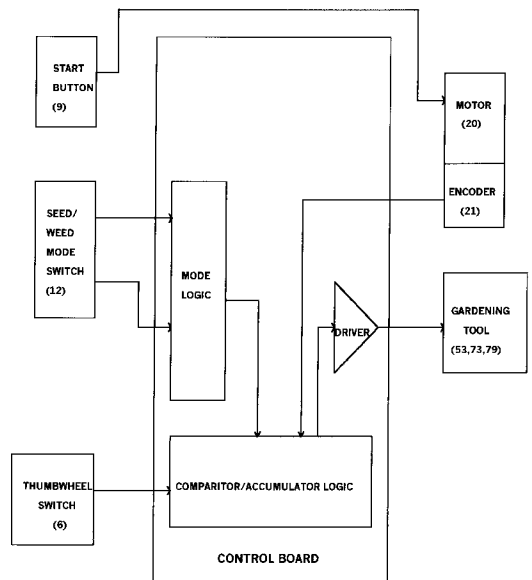 START
BUTTON
(9)
MOTOR
(20)
ENCODER
(21)
SEED/
WEED
MODE
SWITCH
(12)
MODE
LOGIC
DRIVER
GARDENING
TOOL
(53,73,79)
THUMBWHEEL
SWITCH
(6)
COMPARITOR/ACCUMULATOR LOGIC
CONTROL BOARD